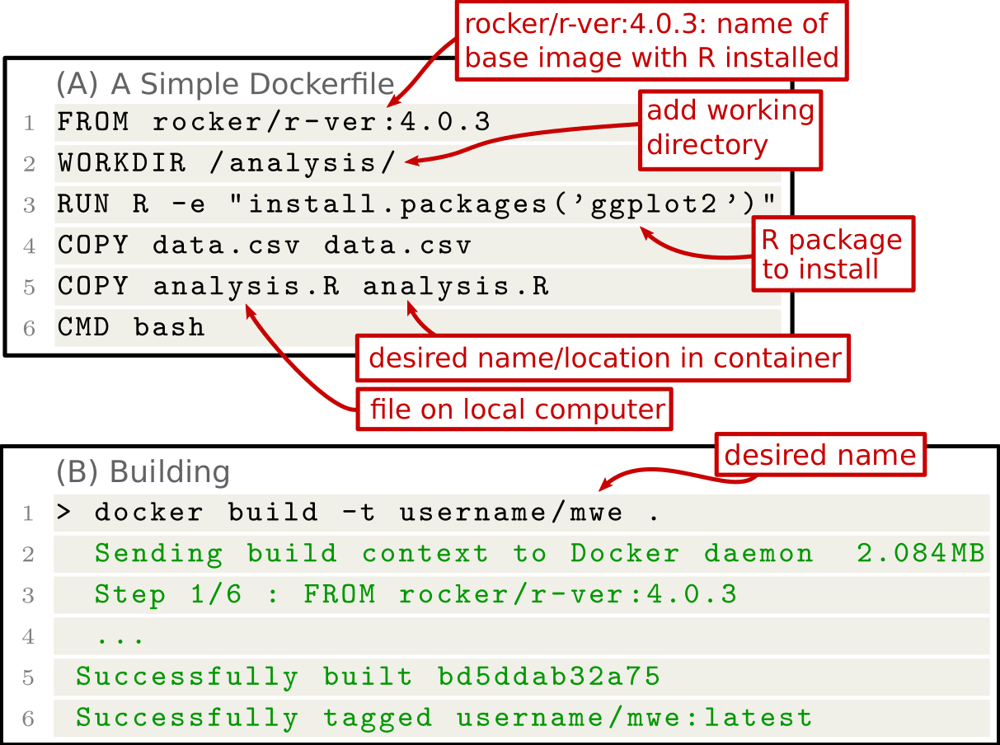 rocker/r-ver:4.0.3: name of
base image with R installed
(A) A Simple Dockerfile
1 FROM rocker/r-ver:4.0.3
add working
directory
2 WORKDIR /analysis/
3 RUN R -e "install.packages('ggplot2')"
R package
to install
4 COPY data.csv data.csv
5 COPY analysis.R analysis.R
6 CMD bash
desired name/location in container
file on local computer
desired name
(B) Building
1 > docker build -t username/mwe .
2 Sending build context to Docker daemon 2.084MB
3 Step 1/6 : FROM rocker/r-ver:4.0.3
4 ...
5 Successfully built bd5ddab32a75
6 Successfully tagged username/mwe:latest